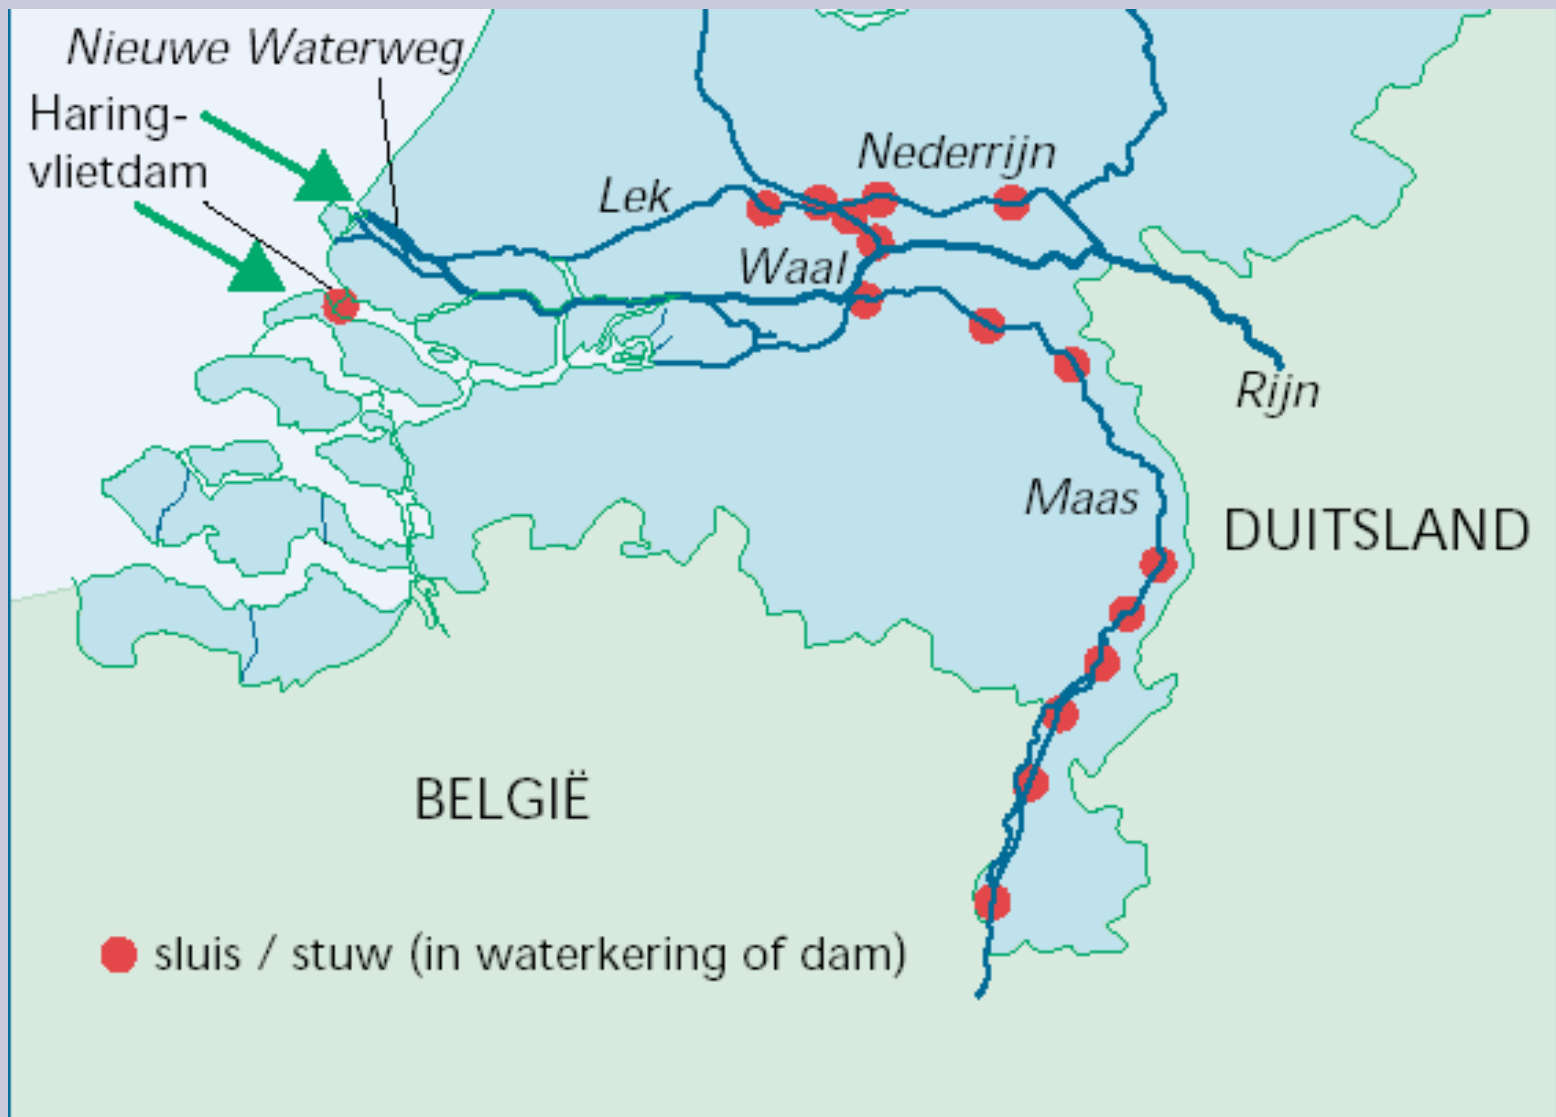 Nieuwe Waterweg
Haring-
vlietdam
Nederrijn
Lek
Waal
Rijn
Maas
DUITSLAND
BELGIË
sluis / stuw (in waterkering of dam)